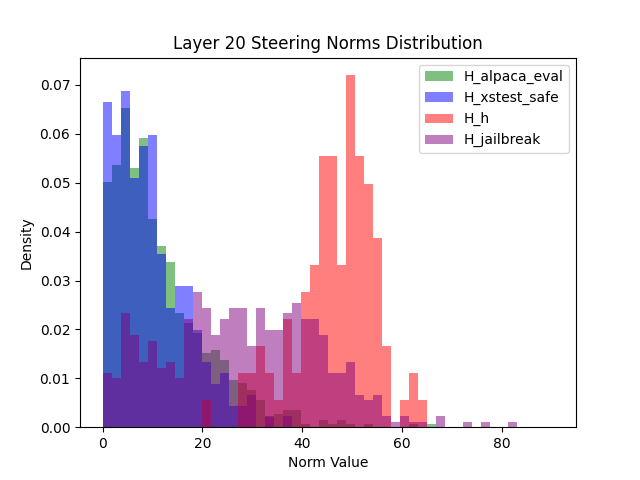 Layer 20 Steering Norms Distribution
H_alpaca_eval
H_xstest_safe
H_h
H_jailbreak
Density
0.07
0.06
0.05
0.04
0.03
0.02
0.01
0.00
0
20
40
60
80
Norm Value